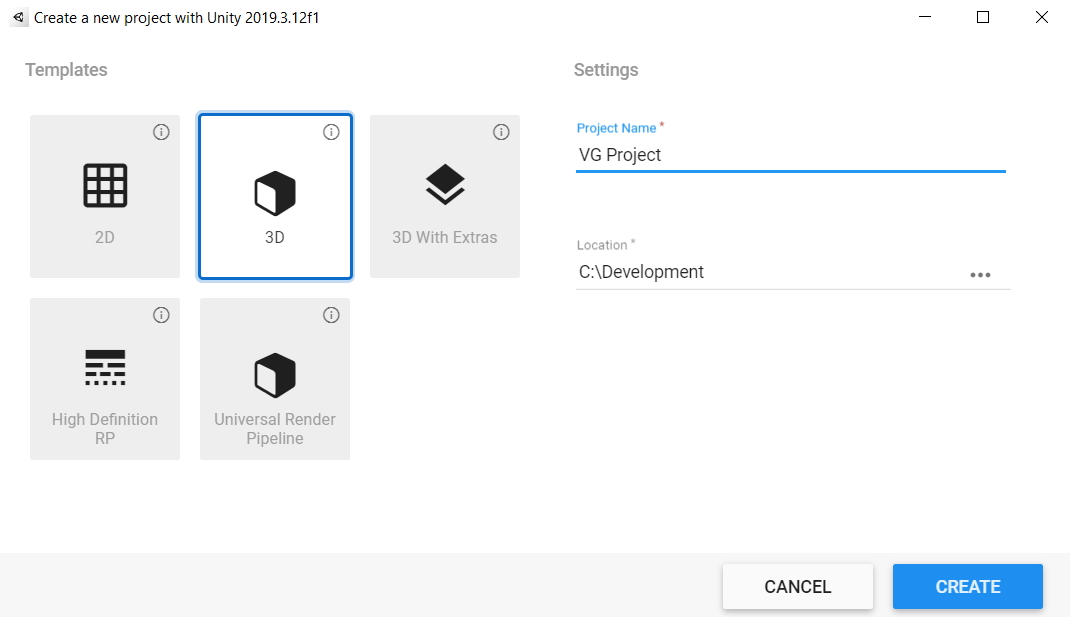 Create a new project with Unity 2019.3.12f1
Templates
Settings
2D
3D
3D With Extras
High Definition
RP
Universal Render
Pipeline
Project Name *
VG Project
Location *
C:\Development
CANCEL
CREATE